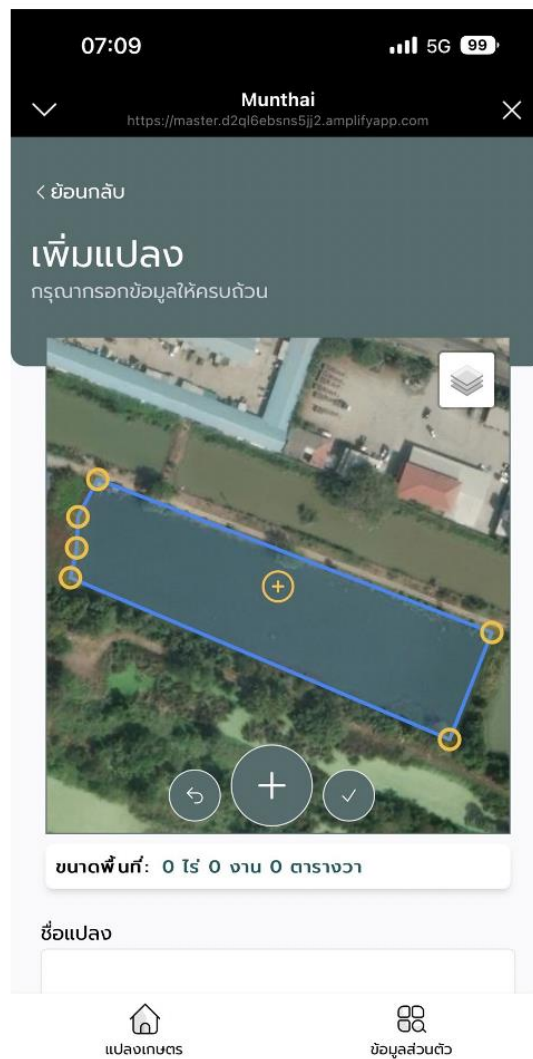 07:09 5G 99
Munthai
https://master.d2ql6ebsns5jj2.amplifyapp.com
ย้อนกลับ
เพิ่มแปลง
กรุณากรอกข้อมูลให้ครบถ้วน
ขนาดพื้นที่: 0 ไร่ 0 งาน 0 ตารางวา
ชื่อแปลง
แปลงเกษตร ข้อมูลส่วนตัว